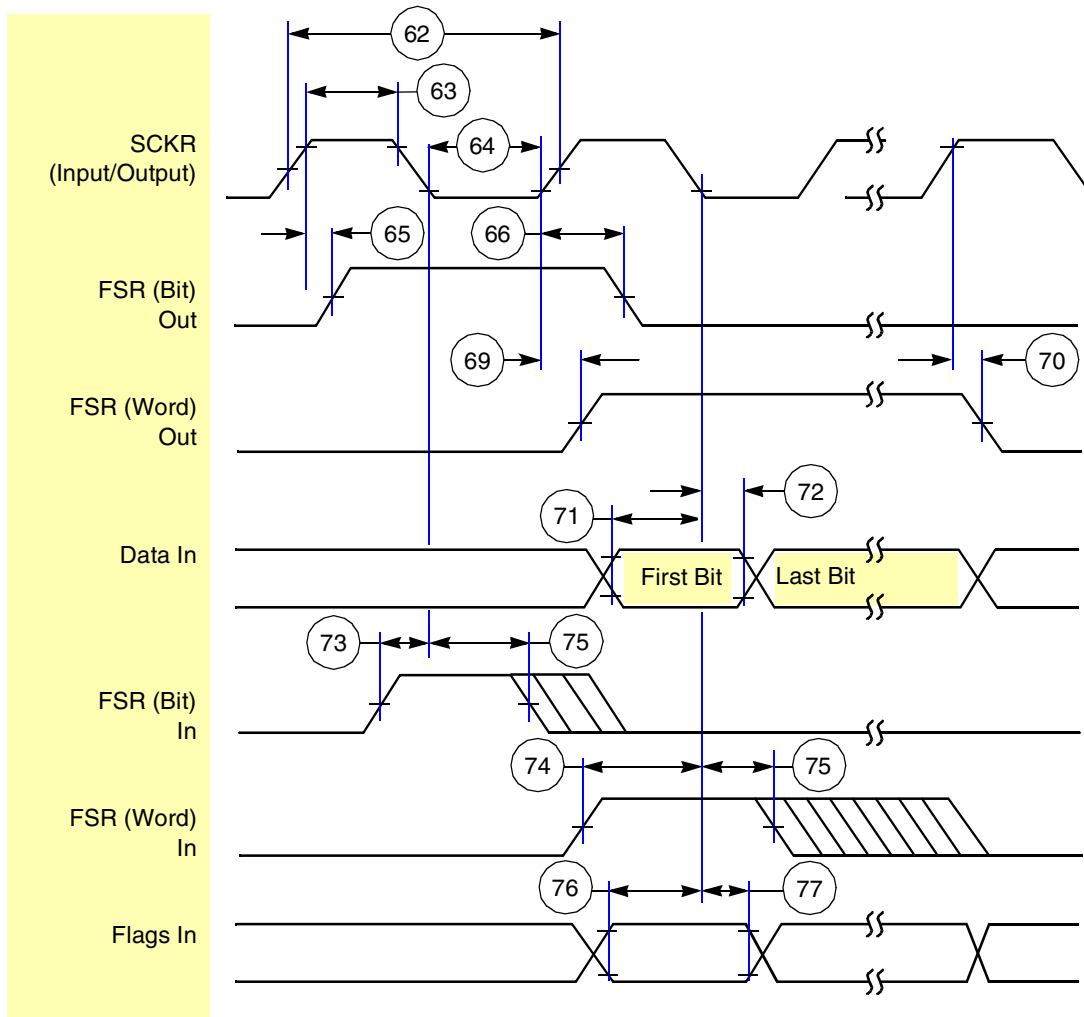 62
63
SCKR
(Input/Output)
64
65
66
FSR (Bit)
Out
69
70
FSR (Word)
Out
71
72
Data In
First Bit
Last Bit
73
75
FSR (Bit)
In
74
75
FSR (Word)
In
76
77
Flags In